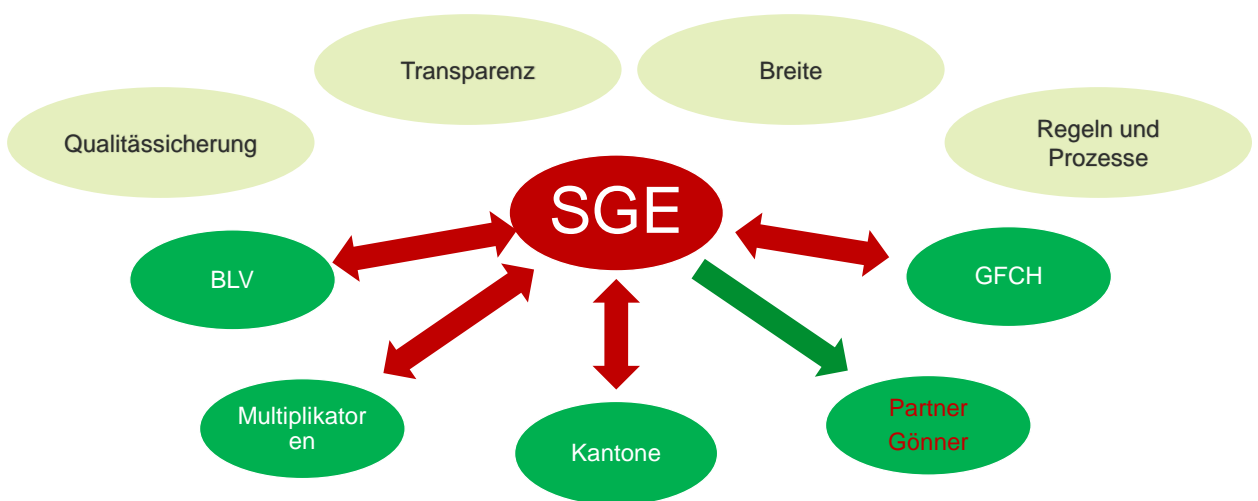 Transparenz
Breite
Qualitässicherung
Regeln und
Prozesse
SGE
BLV
GFCH
Multiplikator
en
Kantone
Partner
Gönner